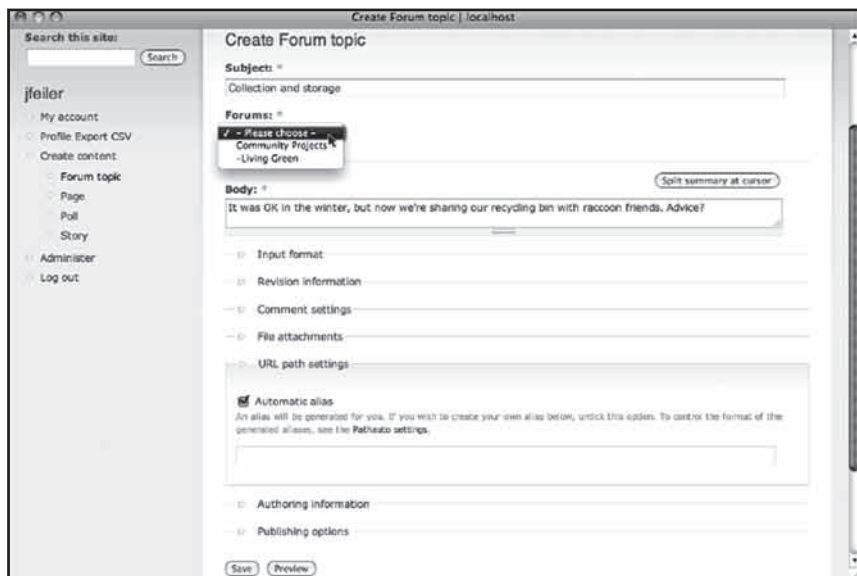 Create Forum topic | localhost
Search this site:
Search
jfeiler
My account
Profile Export CSV
Create content
Forum topic
Page
Poll
Story
Administer
Log out
Create Forum topic
Subject: *
Collection and storage
Forums: *
✓ - Please choose -
Community Projects
-Living Green
Split summary at cursor
Body: *
It was OK in the winter, but now we're sharing our recycling bin with raccoon friends. Advice?
Input format
Revision information
Comment settings
File attachments
URL path settings
Automatic alias
An alias will be generated for you. If you wish to create your own alias below, untick this option. To control the format of the
generated aliases, see the Pathauto settings.
Authoring information
Publishing options
Save
Preview